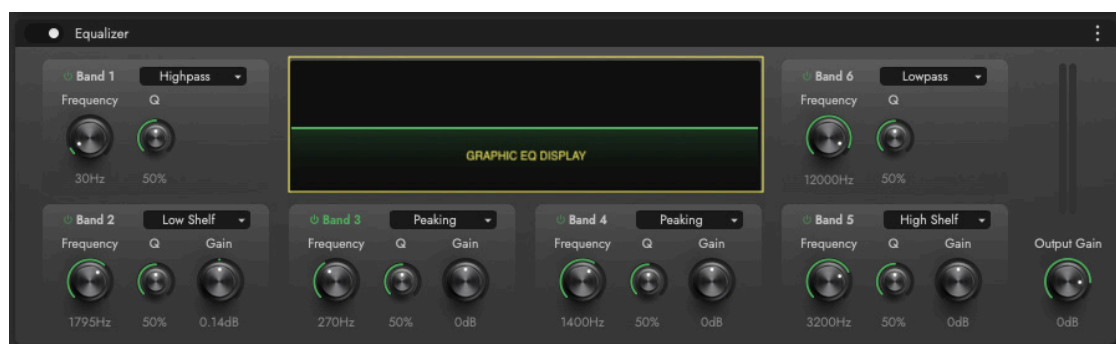 Equalizer
Band 1 Highpass
Frequency Q
30Hz 50%
GRAPHIC EQ DISPLAY
Band 6 Lowpass
Frequency Q
12000Hz 50%
Band 2 Low Shelf
Frequency Q Gain
1795Hz 50% 0.14dB
Band 3 Peaking
Frequency Q Gain
270Hz 50% 0dB
Band 4 Peaking
Frequency Q Gain
1400Hz 50% 0dB
Band 5 High Shelf
Frequency Q Gain
3200Hz 50% 0dB
Output Gain
0dB